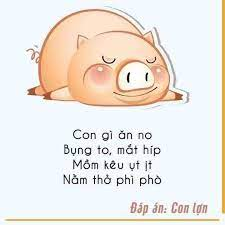 Con gì ăn no
Bụng to, mắt híp
Mồm kêu ụt ịt
Nằm thở phì phò
Đáp án: Con lợn